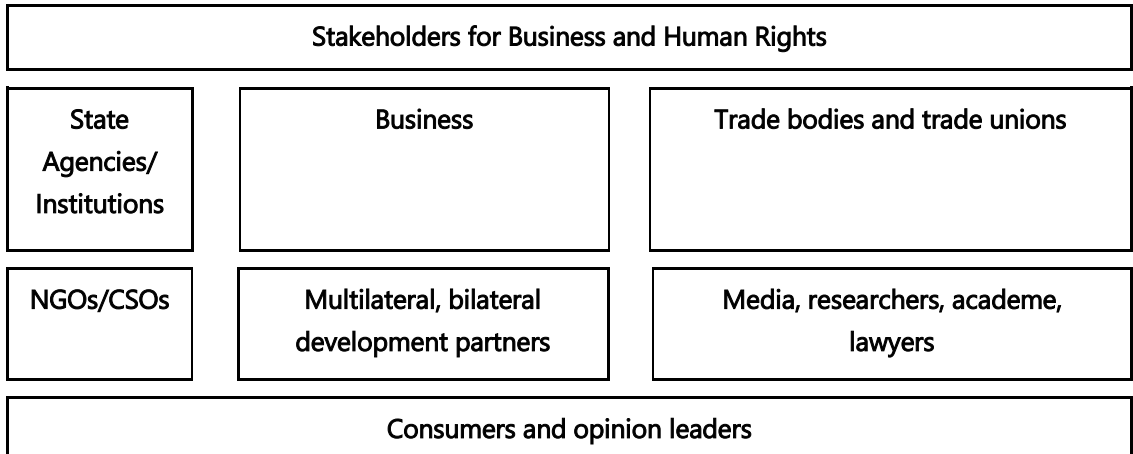 Stakeholders for Business and Human Rights
State
Agencies/
Institutions
Business
Trade bodies and trade unions
NGOs/CSOs
Multilateral, bilateral
development partners
Media, researchers, academe,
lawyers
Consumers and opinion leaders